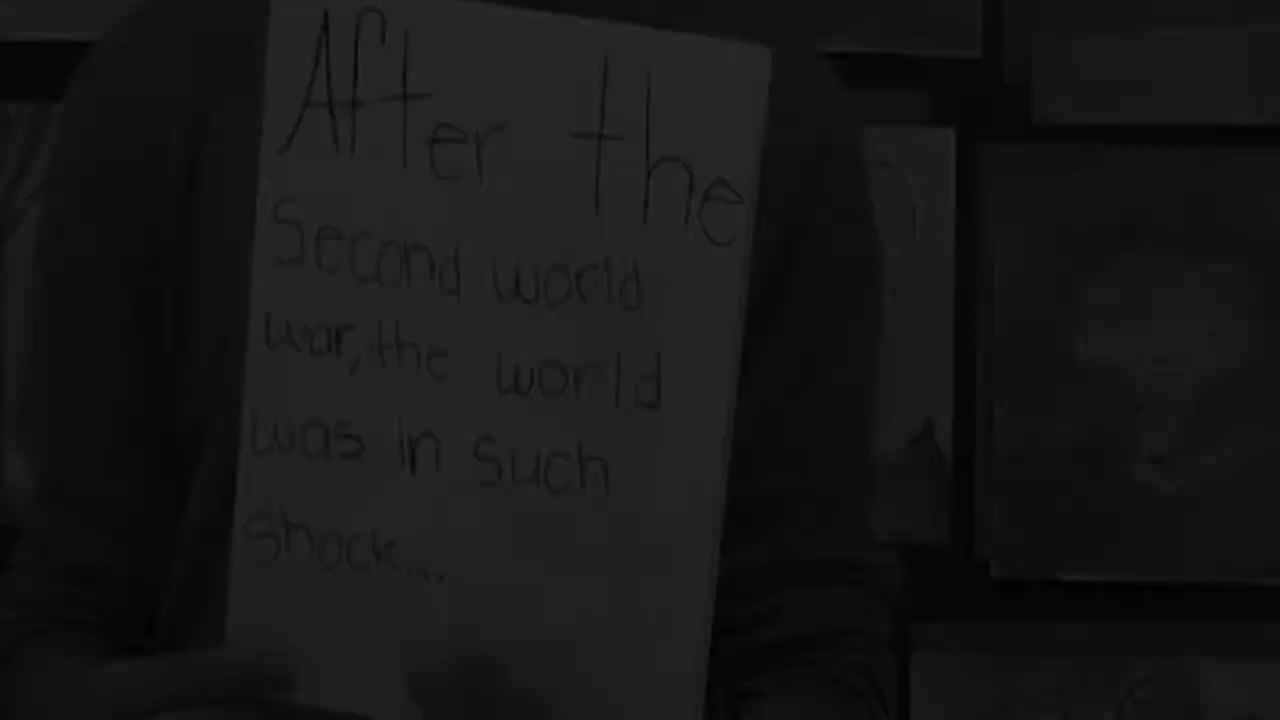 After the
Second world
war, the world
was in such
shock...